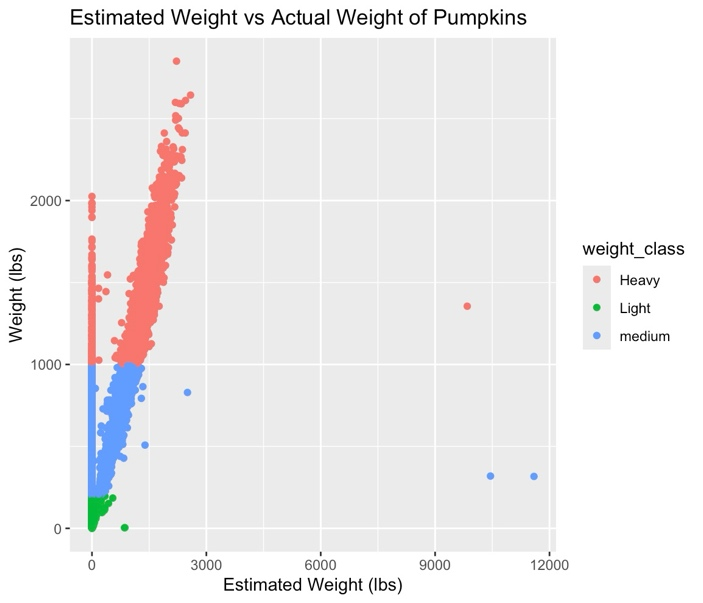 Estimated Weight vs Actual Weight of Pumpkins
Weight (lbs)
2000
1000
0
0 3000 6000 9000 12000
Estimated Weight (lbs)
weight_class
Heavy
Light
medium